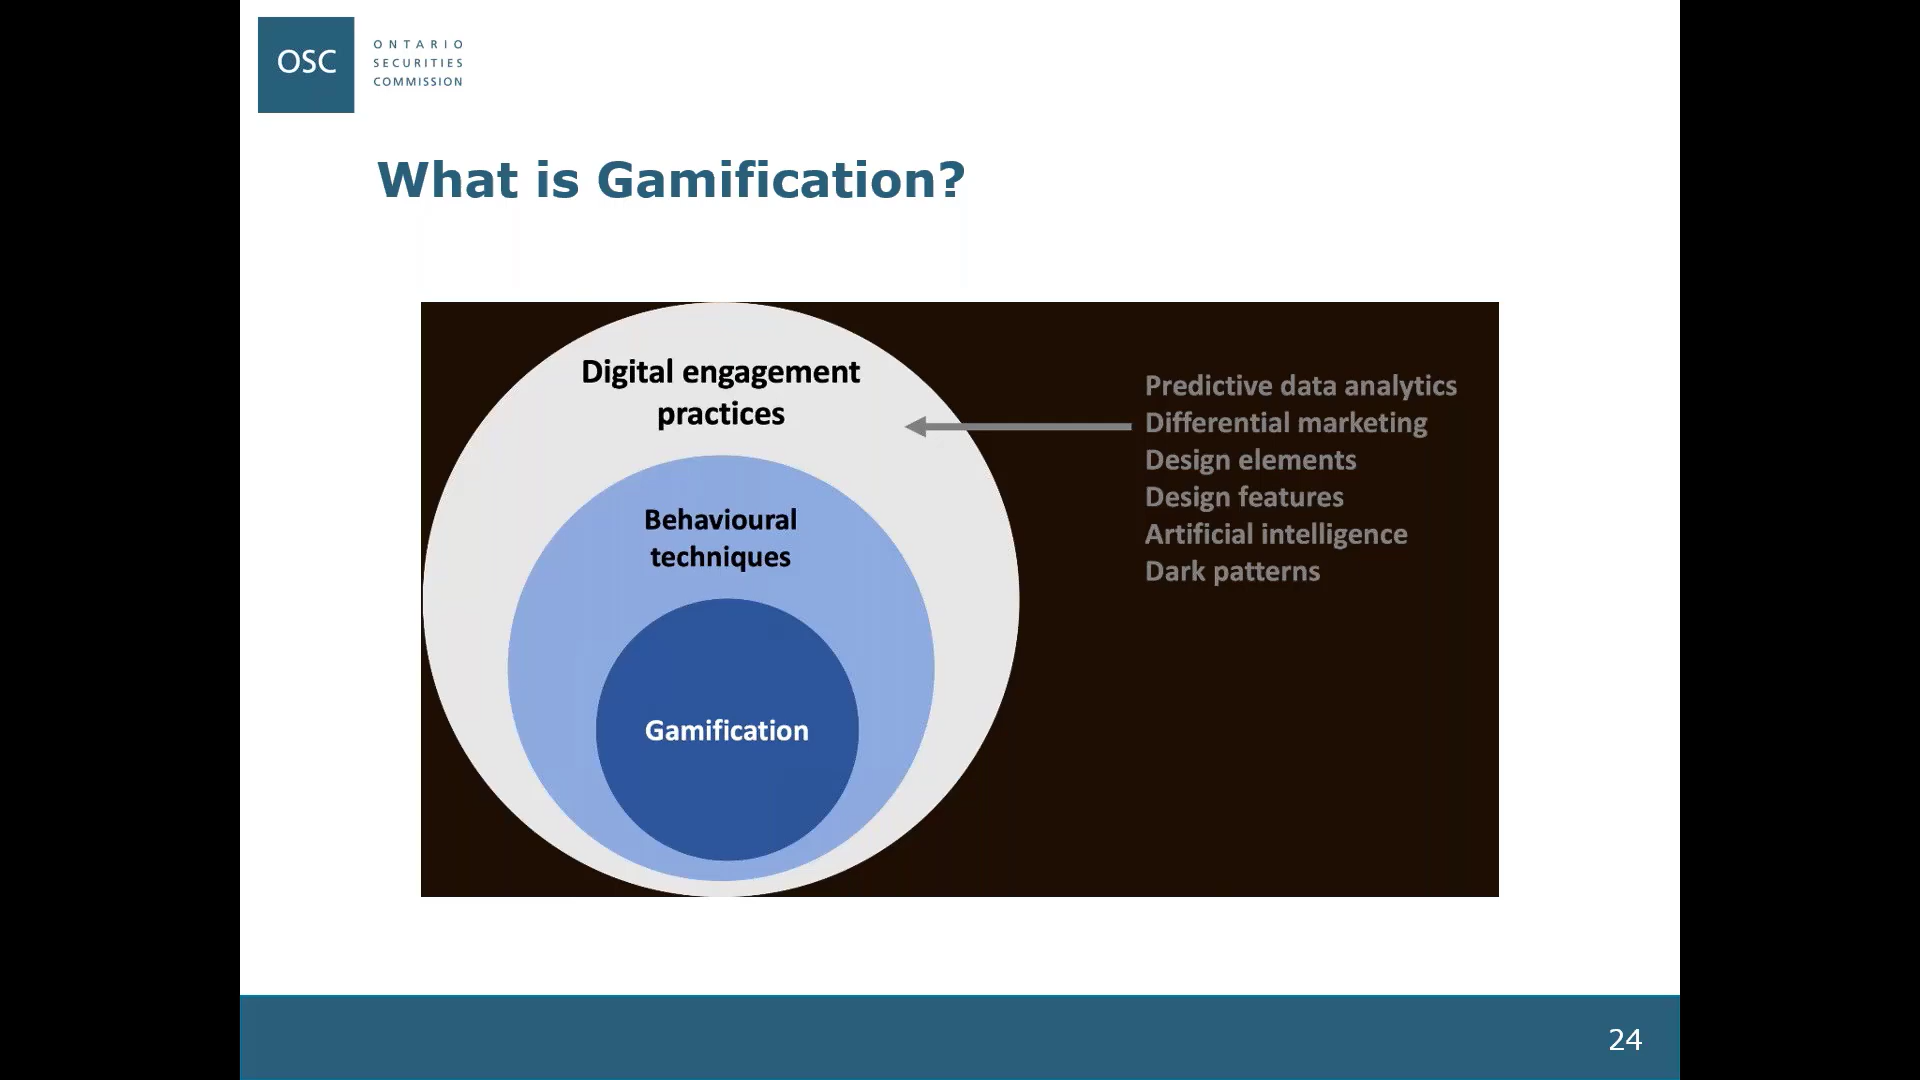 OSC
ONTARIO
SECURITIES
COMMISSION
What is Gamification?
Digital engagement
practices
Behavioural
techniques
Gamification
Predictive data analytics
Differential marketing
Design elements
Design features
Artificial intelligence
Dark patterns
24